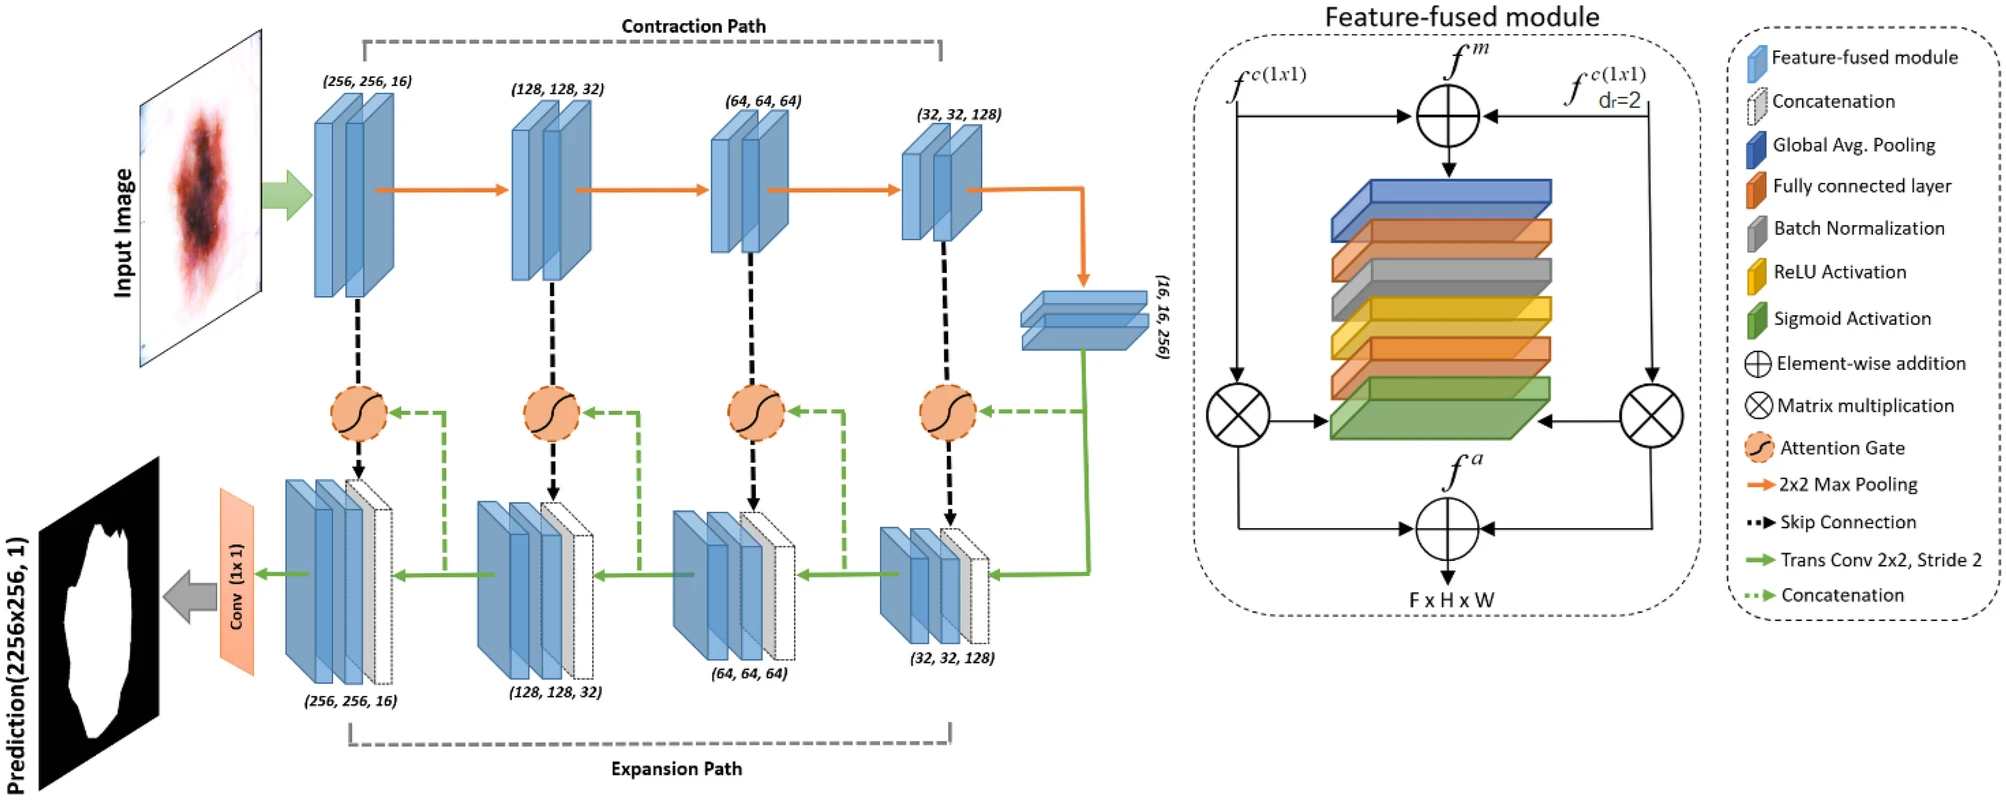 Contraction Path
(256, 256, 16)
(128, 128, 32)
(64, 64, 64)
(32, 32, 128)
Input Image
(16, 16, 256)
Prediction(2256x256, 1)
Conv (1x 1)
(256, 256, 16)
(128, 128, 32)
(64, 64, 64)
(32, 32, 128)
Expansion Path
Feature-fused module
f^m
f^c(1x1)
f^c(1x1)
dr=2
f^a
F x H x W
Feature-fused module
Concatenation
Global Avg. Pooling
Fully connected layer
Batch Normalization
ReLU Activation
Sigmoid Activation
Element-wise addition
Matrix multiplication
Attention Gate
2x2 Max Pooling
Skip Connection
Trans Conv 2x2, Stride 2
Concatenation